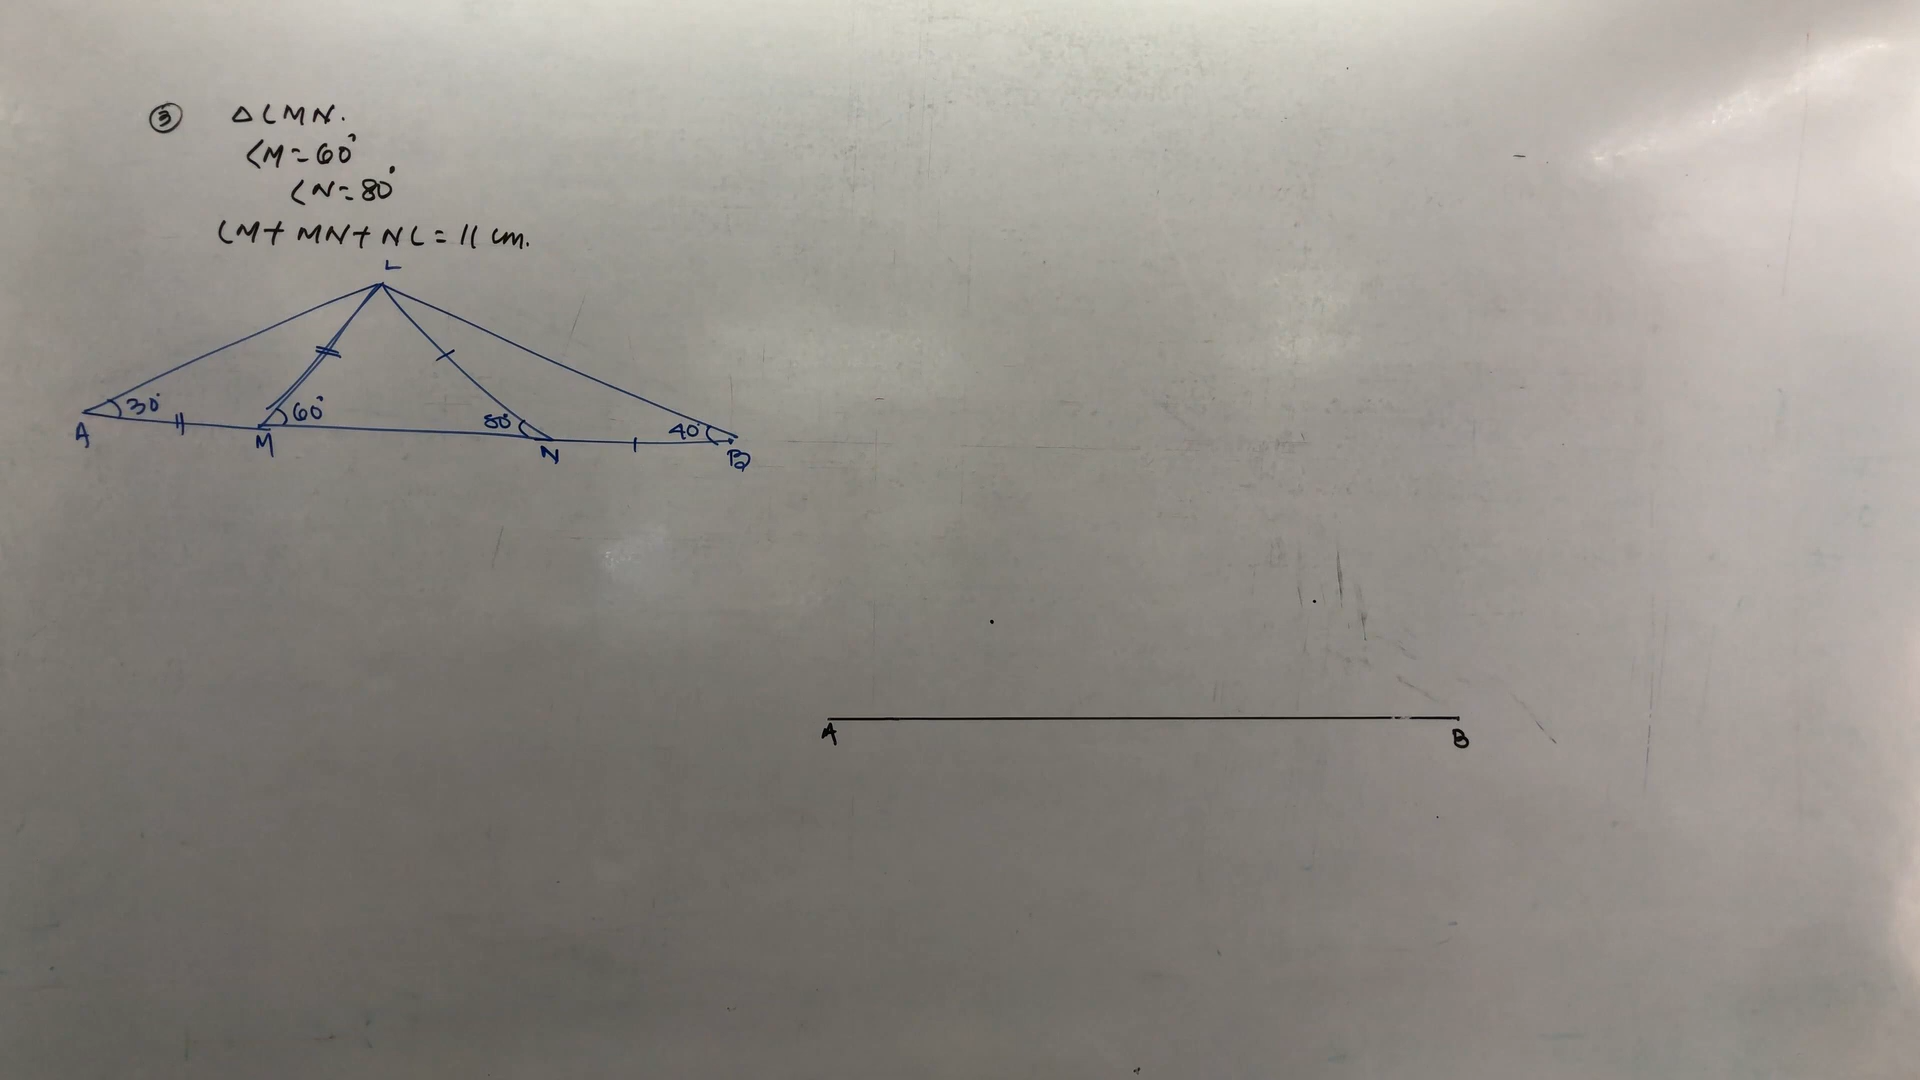 ③ △LMN.
∠M=60°
∠N=80°
LM+MN+NL=11 cm.
L
30° 60° 80° 40°
A M N B
A B